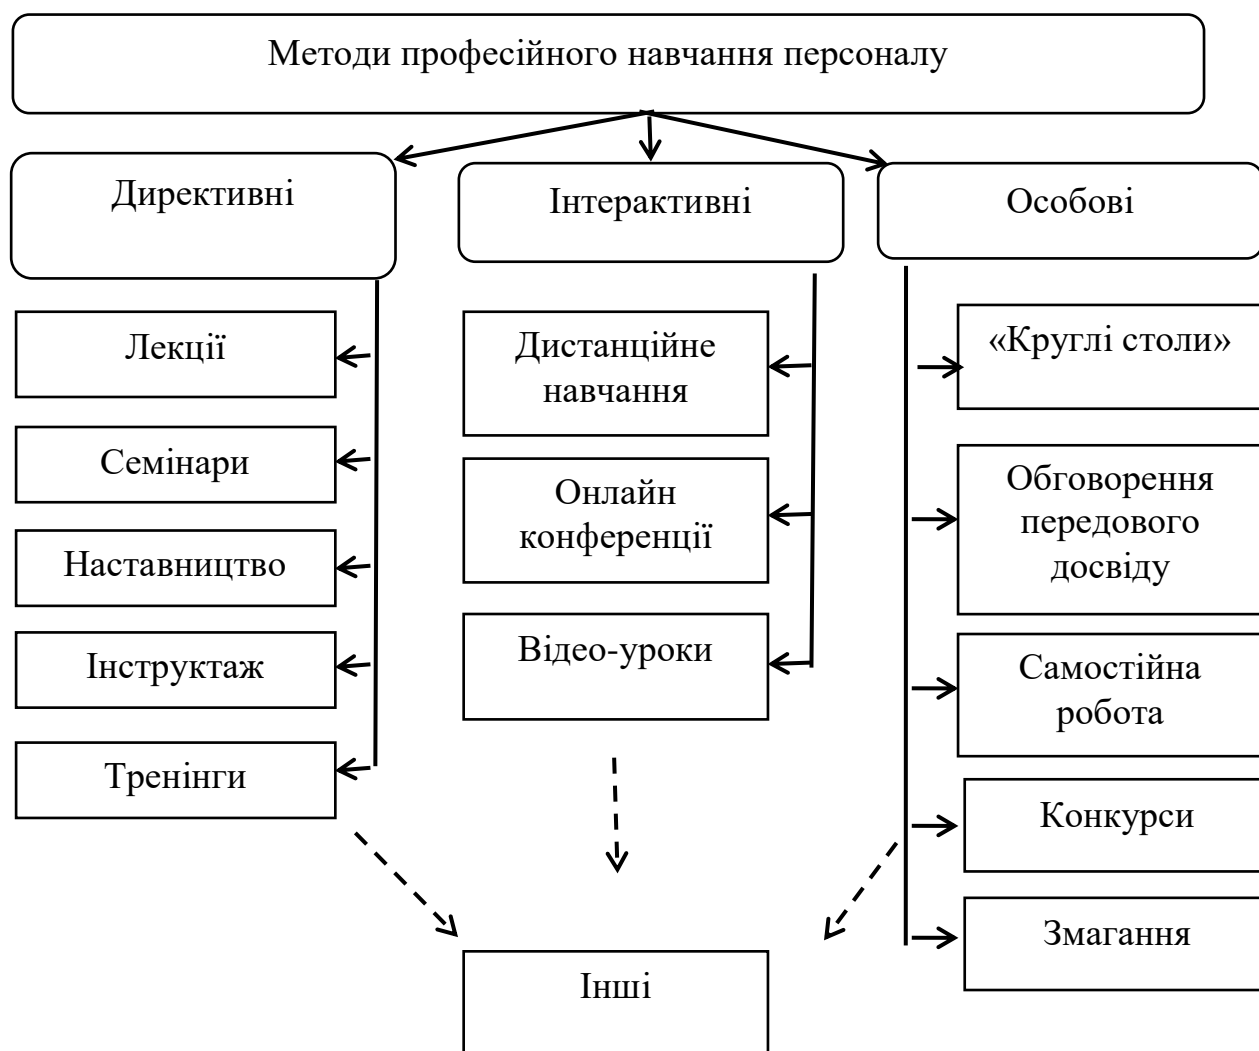 Методи професійного навчання персоналу
Директивні
Інтерактивні
Особові
Лекції
Семінари
Наставництво
Інструктаж
Тренінги
Дистанційне
навчання
Онлайн
конференції
Відео-уроки
«Круглі столи»
Обговорення
передового
досвіду
Самостійна
робота
Конкурси
Змагання
Інші